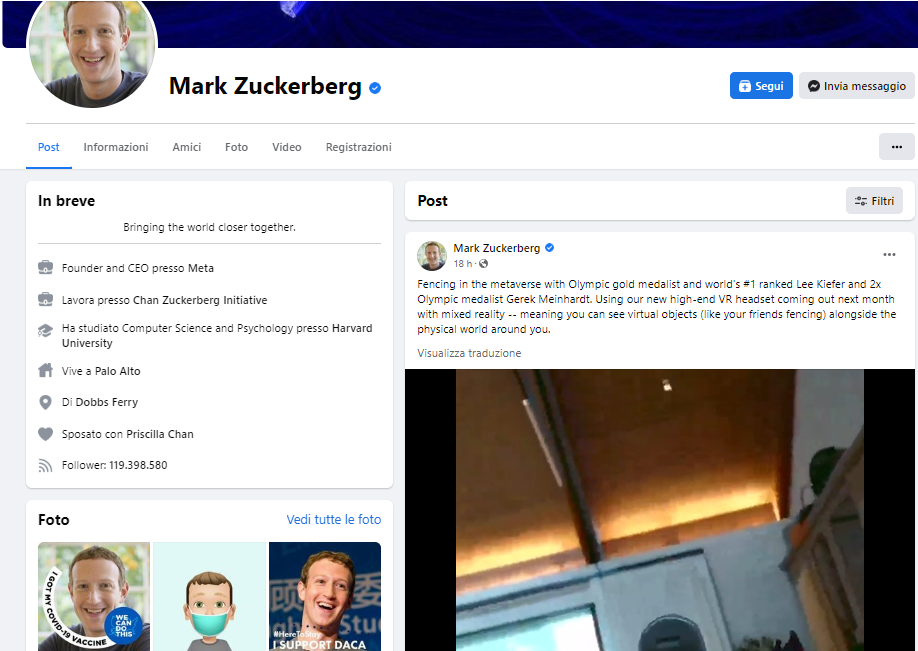 Mark Zuckerberg
Segui
Invia messaggio
Post
Informazioni
Amici
Foto
Video
Registrazioni
In breve
Bringing the world closer together.
Founder and CEO presso Meta
Lavora presso Chan Zuckerberg Initiative
Ha studiato Computer Science and Psychology presso Harvard
University
Vive a Palo Alto
Di Dobbs Ferry
Sposato con Priscilla Chan
Follower: 119.398.580
Foto
Vedi tutte le foto
I GOT MY COVID-19 VACCINE
WE
CAN
DO
THIS
#HereToStay
I SUPPORT DACA
Post
Filtri
Mark Zuckerberg
18 h ·
Fencing in the metaverse with Olympic gold medalist and world's #1 ranked Lee Kiefer and 2x
Olympic medalist Gerek Meinhardt. Using our new high-end VR headset coming out next month
with mixed reality -- meaning you can see virtual objects (like your friends fencing) alongside the
physical world around you.
Visualizza traduzione